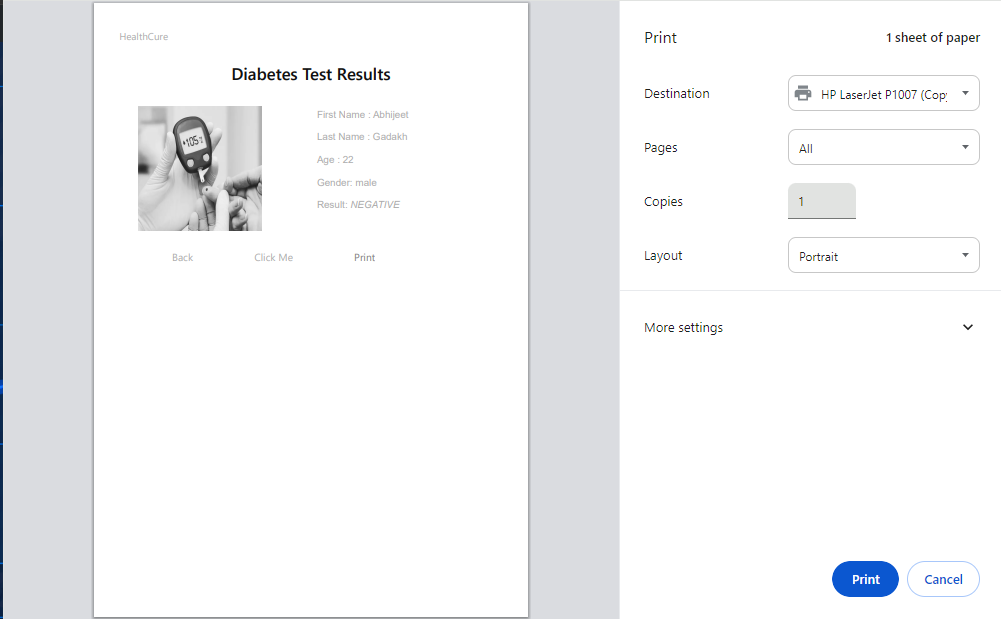 HealthCure
Diabetes Test Results
First Name : Abhijeet
Last Name : Gadakh
Age : 22
Gender: male
Result: NEGATIVE
Back Click Me Print
Print 1 sheet of paper
Destination HP LaserJet P1007 (Cop
Pages All
Copies 1
Layout Portrait
More settings
Print Cancel